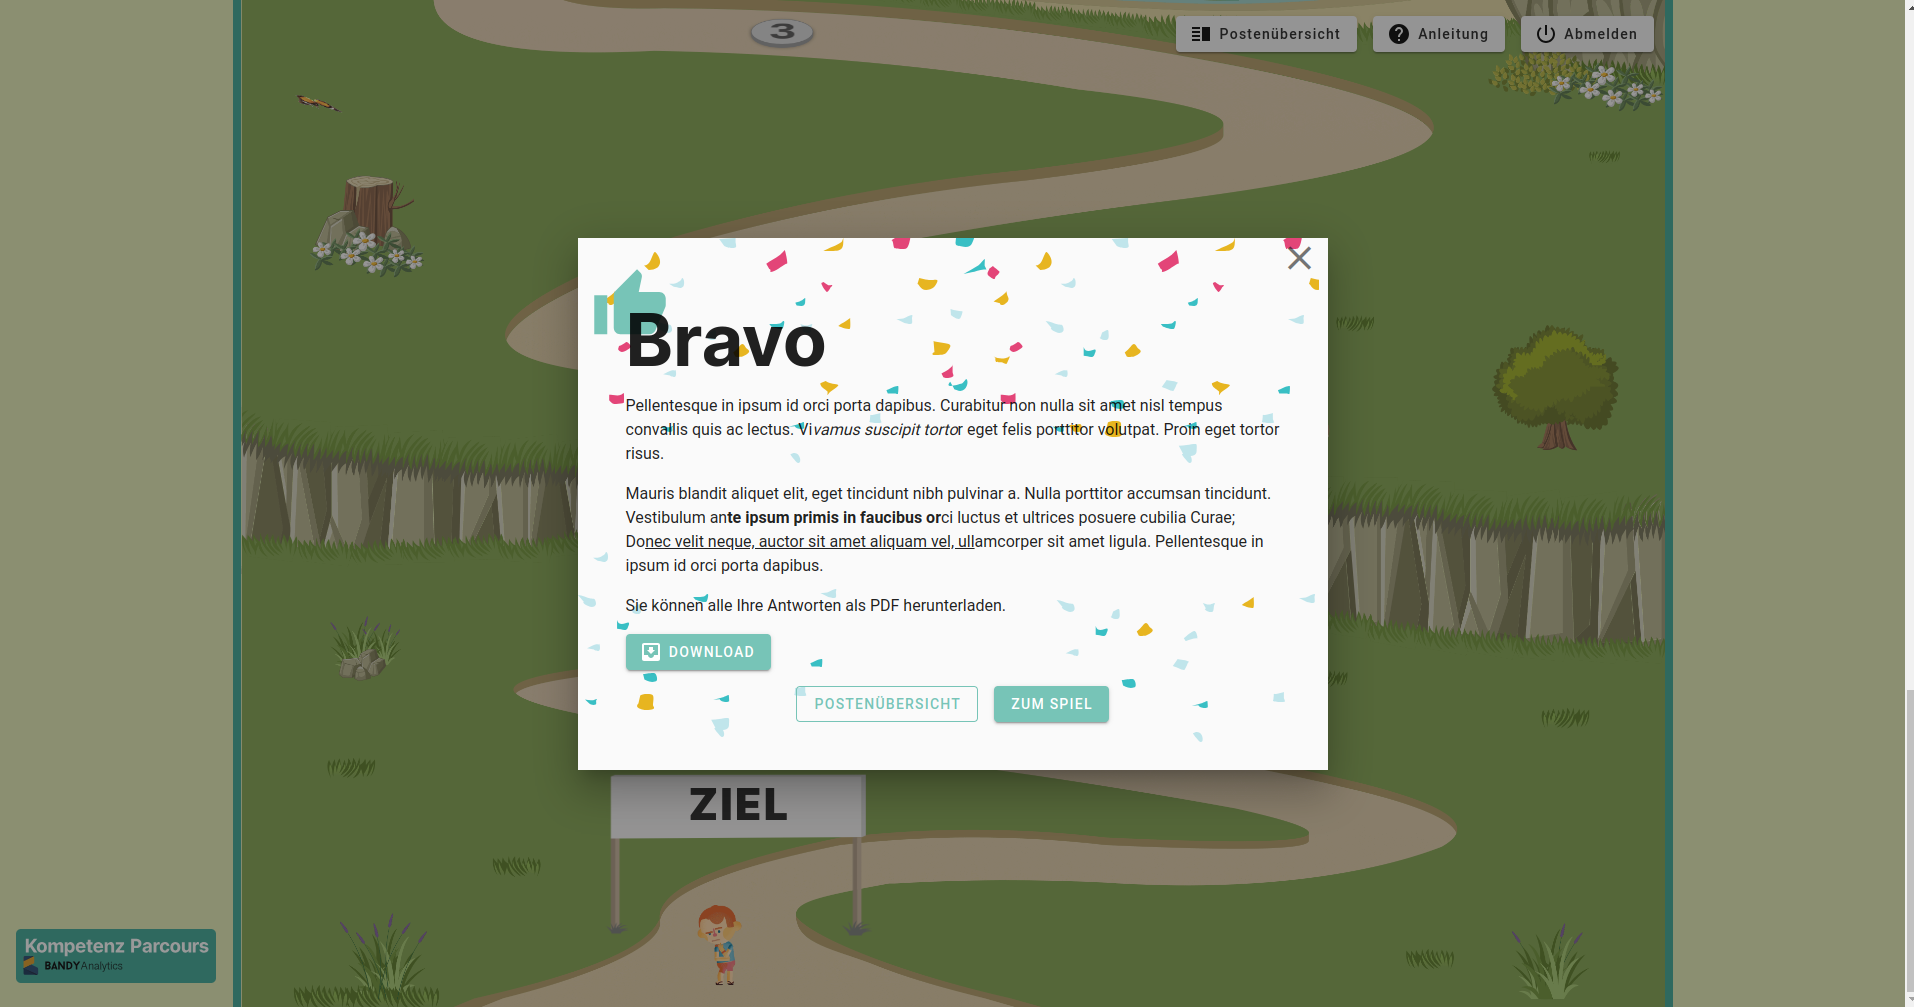 3
Postenübersicht
Anleitung
Abmelden
Bravo
Pellentesque in ipsum id orci porta dapibus. Curabitur non nulla sit amet nisl tempus
convallis quis ac lectus. Vivamus suscipit tortor eget felis porttitor volutpat. Proin eget tortor
risus.
Mauris blandit aliquet elit, eget tincidunt nibh pulvinar a. Nulla porttitor accumsan tincidunt.
Vestibulum ante ipsum primis in faucibus orci luctus et ultrices posuere cubilia Curae;
Donec velit neque, auctor sit amet aliquam vel, ullamcorper sit amet ligula. Pellentesque in
ipsum id orci porta dapibus.
Sie können alle Ihre Antworten als PDF herunterladen.
DOWNLOAD
POSTENÜBERSICHT
ZUM SPIEL
ZIEL
Kompetenz Parcours
BANDYAnalytics